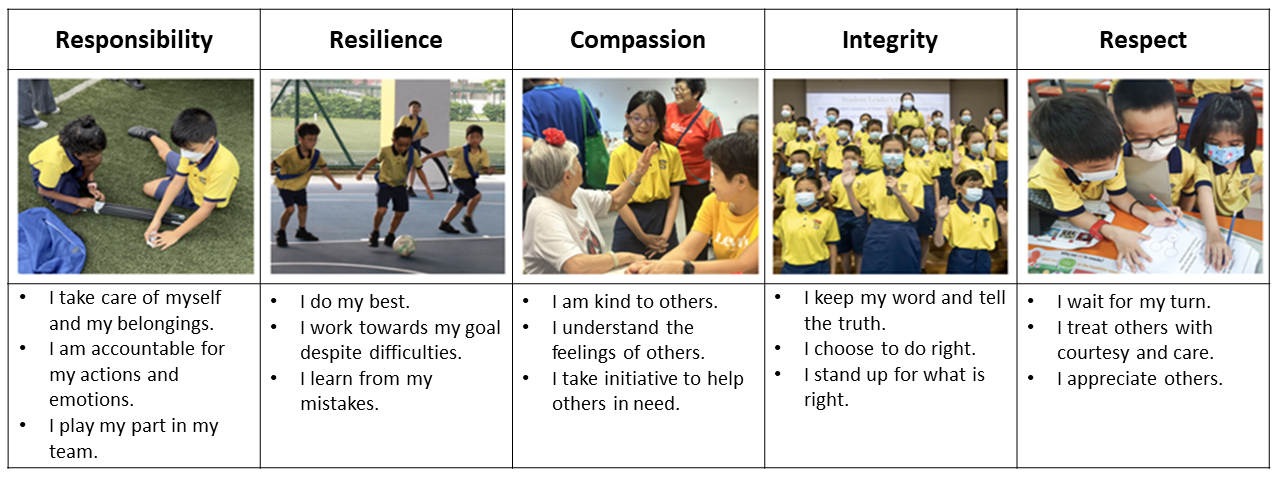 Responsibility
Resilience
Compassion
Integrity
Respect
Student Leader's
• I take care of myself
and my belongings.
• I am accountable for
my actions and
emotions.
• I play my part in my
team.
• I do my best.
• I work towards my goal
despite difficulties.
• I learn from my
mistakes.
• I am kind to others.
• I understand the
feelings of others.
• I take initiative to help
others in need.
• I keep my word and tell
the truth.
• I choose to do right.
• I stand up for what is
right.
• I wait for my turn.
• I treat others with
courtesy and care.
• I appreciate others.